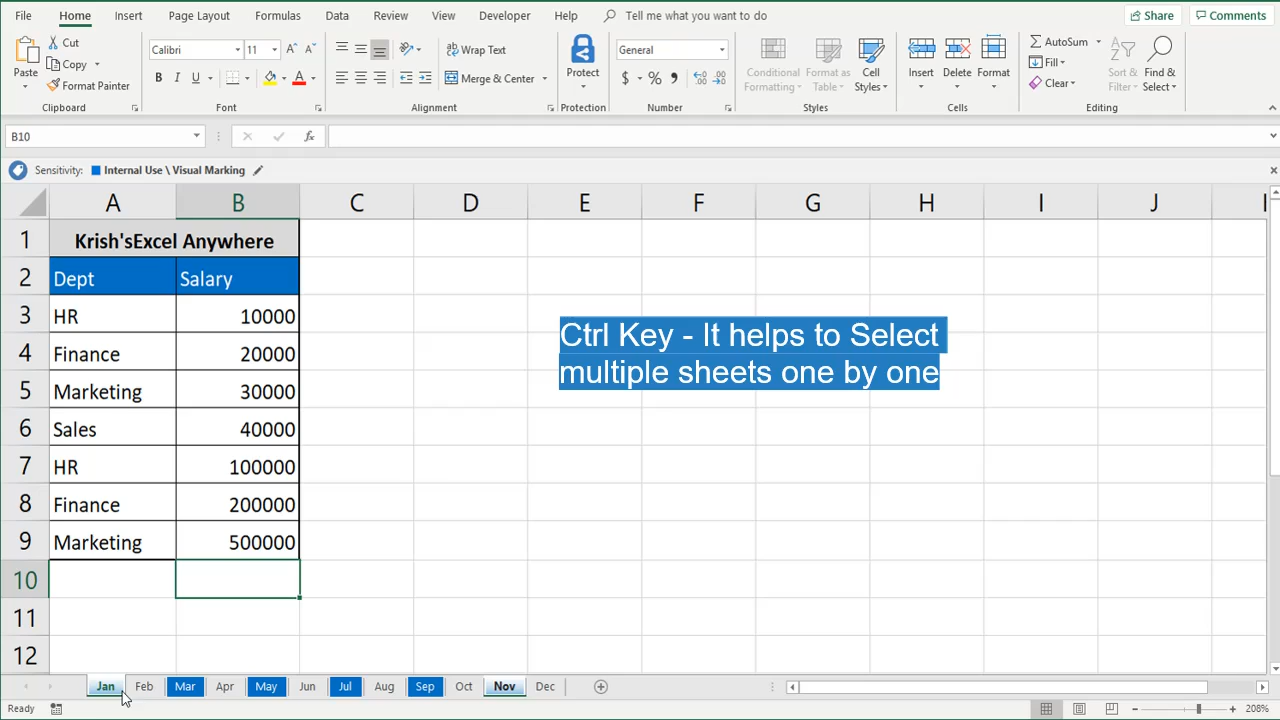 File Home Insert Page Layout Formulas Data Review View Developer Help Tell me what you want to do Share Comments
Paste Cut Copy Format Painter Clipboard
Calibri 11 B I U A Font
Wrap Text Merge & Center Alignment
Protect Protection
General $ % Number
Conditional Formatting Format as Table Cell Styles Styles
Insert Delete Format Cells
AutoSum Fill Clear Sort & Filter Find & Select Editing
B10 fx
Sensitivity: Internal Use \ Visual Marking
A B C D E F G H I J
1 Krish'sExcel Anywhere
2 Dept Salary
3 HR 10000
4 Finance 20000
5 Marketing 30000
6 Sales 40000
7 HR 100000
8 Finance 200000
9 Marketing 500000
10
11
12
Ctrl Key - It helps to Select
multiple sheets one by one
Jan Feb Mar Apr May Jun Jul Aug Sep Oct Nov Dec
Ready 208%